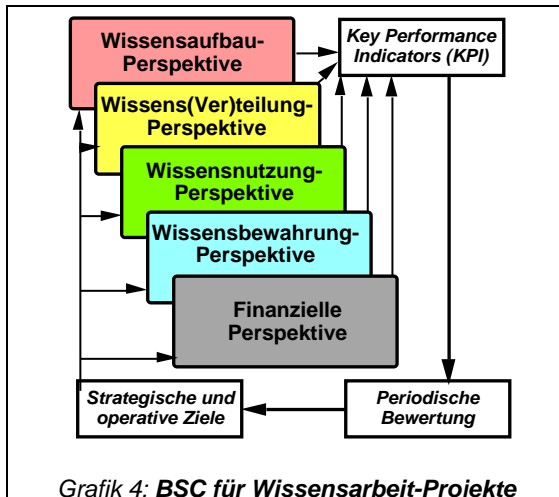 Wissensaufbau-
Perspektive
Key Performance
Indicators (KPI)
Wissens(Ver)teilung-
Perspektive
Wissensnutzung-
Perspektive
Wissensbewahrung-
Perspektive
Finanzielle
Perspektive
Strategische und
operative Ziele
Periodische
Bewertung
Grafik 4: BSC für Wissensarbeit-Projekte